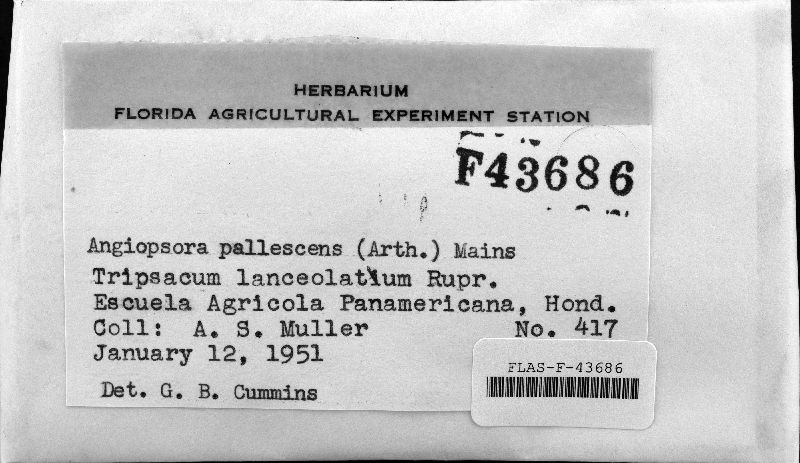 HERBARIUM
FLORIDA AGRICULTURAL EXPERIMENT STATION
F43686
Angiopsora pallescens (Arth.) Mains
Tripsacum lanceolatum Rupr.
Escuela Agricola Panamericana, Hond.
Coll: A. S. Muller No. 417
January 12, 1951
Det. G. B. Cummins
FLAS-F-43686